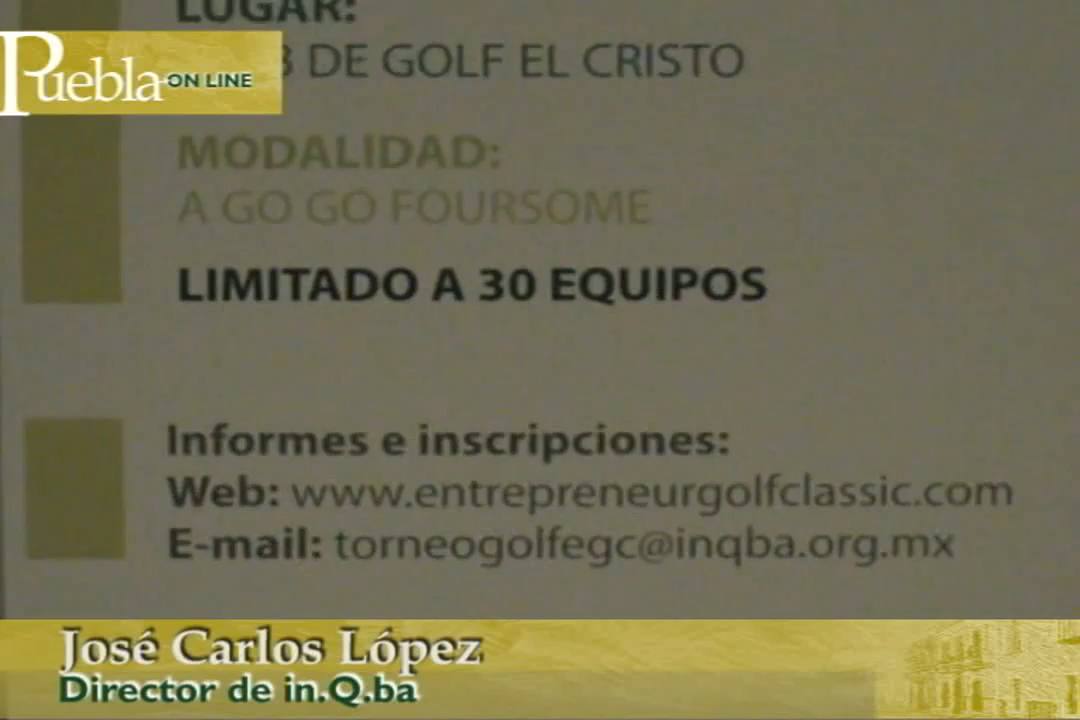 LUGAR:
DE GOLF EL CRISTO
Puebla ON LINE
MODALIDAD:
A GO GO FOURSOME
LIMITADO A 30 EQUIPOS
Informes e inscripciones:
Web: www.entrepreneurgolfclassic.com
E-mail: torneogolfegc@inqba.org.mx
José Carlos López
Director de in.Q.ba